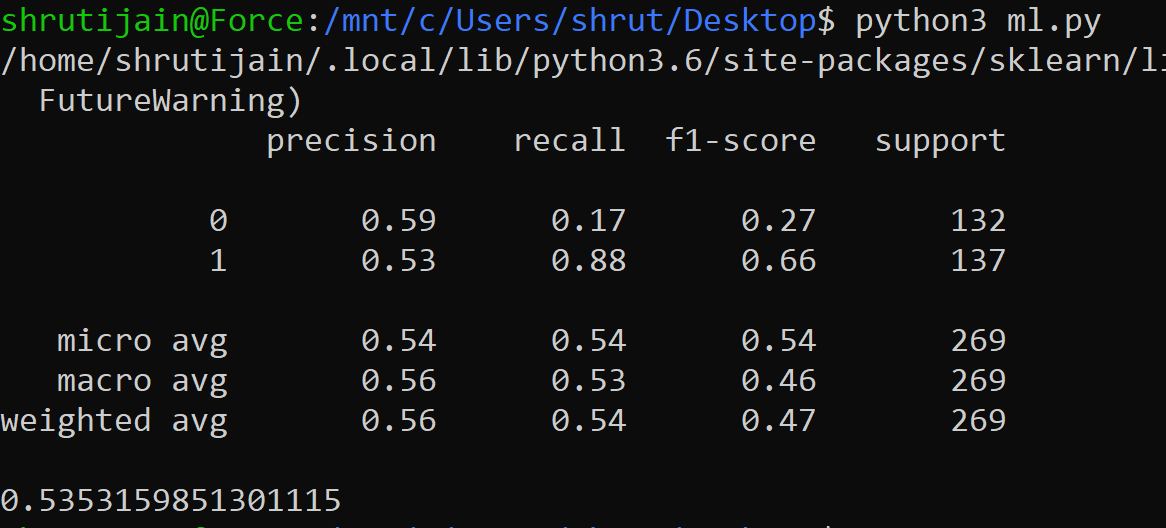 shrutijain@Force:/mnt/c/Users/shrut/Desktop$ python3 ml.py
/home/shrutijain/.local/lib/python3.6/site-packages/sklearn/li
FutureWarning)
precision recall f1-score support
0 0.59 0.17 0.27 132
1 0.53 0.88 0.66 137
micro avg 0.54 0.54 0.54 269
macro avg 0.56 0.53 0.46 269
weighted avg 0.56 0.54 0.47 269
0.5353159851301115